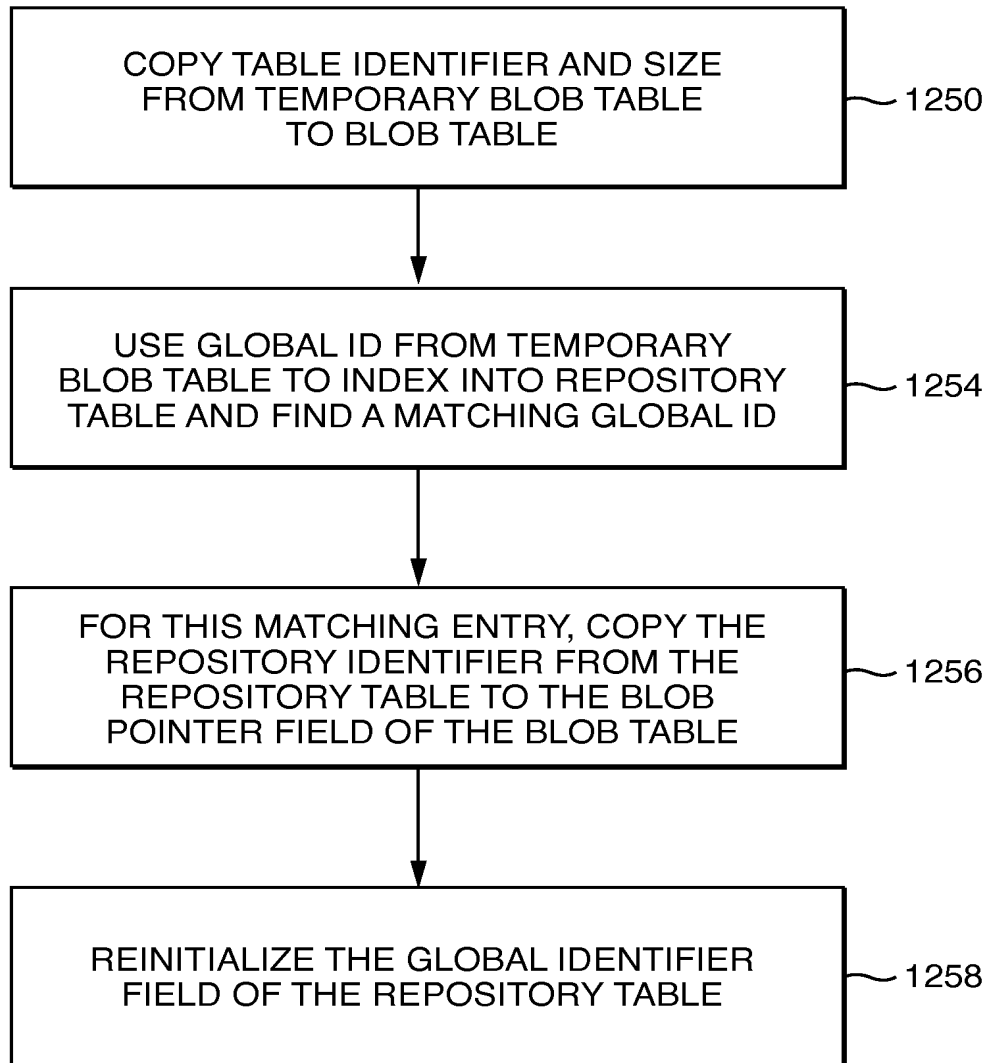 COPY TABLE IDENTIFIER AND SIZE
FROM TEMPORARY BLOB TABLE
TO BLOB TABLE
1250
USE GLOBAL ID FROM TEMPORARY
BLOB TABLE TO INDEX INTO REPOSITORY
TABLE AND FIND A MATCHING GLOBAL ID
1254
FOR THIS MATCHING ENTRY, COPY THE
REPOSITORY IDENTIFIER FROM THE
REPOSITORY TABLE TO THE BLOB
POINTER FIELD OF THE BLOB TABLE
1256
REINITIALIZE THE GLOBAL IDENTIFIER
FIELD OF THE REPOSITORY TABLE
1258